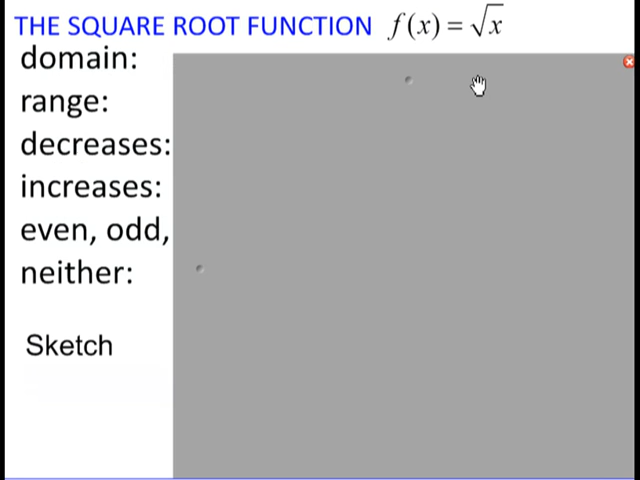 THE SQUARE ROOT FUNCTION f(x) = √x
domain:
range:
decreases:
increases:
even, odd,
neither:
Sketch